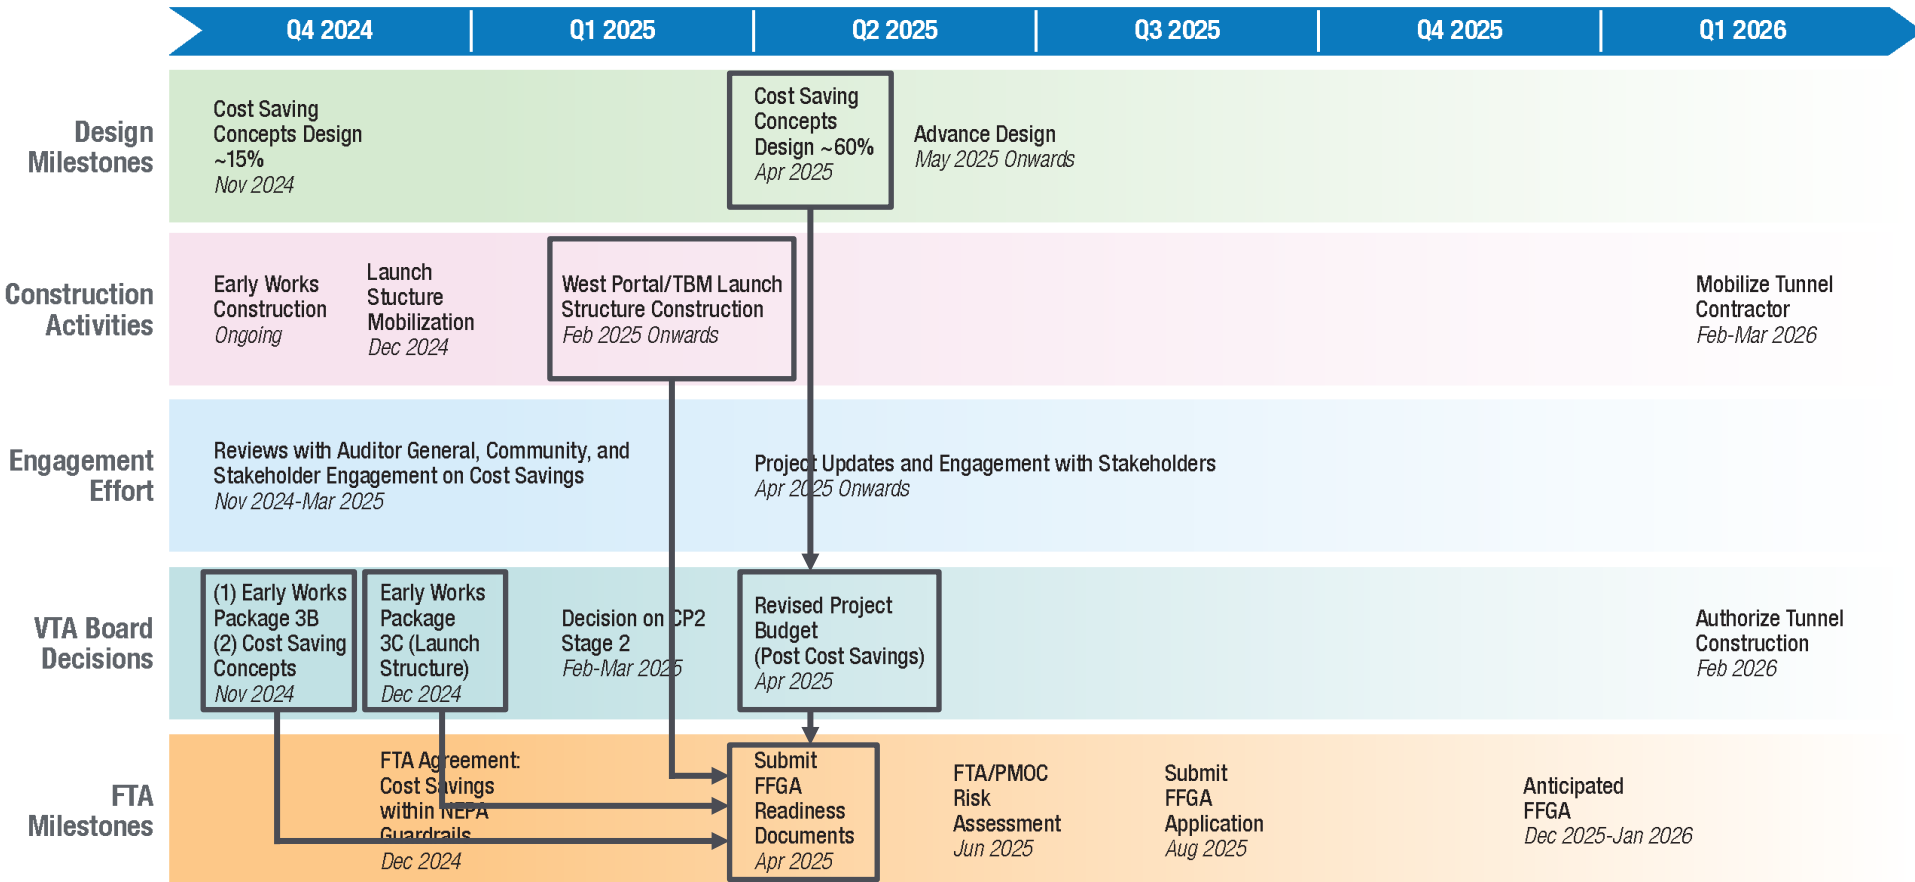 Q4 2024
Q1 2025
Q2 2025
Q3 2025
Q4 2025
Q1 2026
Design
Milestones
Cost Saving
Concepts Design
~15%
Nov 2024
Cost Saving
Concepts
Design ~60%
Apr 2025
Advance Design
May 2025 Onwards
Construction
Activities
Early Works
Construction
Ongoing
Launch
Stucture
Mobilization
Dec 2024
West Portal/TBM Launch
Structure Construction
Feb 2025 Onwards
Mobilize Tunnel
Contractor
Feb-Mar 2026
Engagement
Effort
Reviews with Auditor General, Community, and
Stakeholder Engagement on Cost Savings
Nov 2024-Mar 2025
Project Updates and Engagement with Stakeholders
Apr 2025 Onwards
VTA Board
Decisions
(1) Early Works
Package 3B
(2) Cost Saving
Concepts
Nov 2024
Early Works
Package
3C (Launch
Structure)
Dec 2024
Decision on CP2
Stage 2
Feb-Mar 2025
Revised Project
Budget
(Post Cost Savings)
Apr 2025
Authorize Tunnel
Construction
Feb 2026
FTA
Milestones
FTA Agreement:
Cost Savings
within NEPA
Guardrails
Dec 2024
Submit
FFGA
Readiness
Documents
Apr 2025
FTA/PMOC
Risk
Assessment
Jun 2025
Submit
FFGA
Application
Aug 2025
Anticipated
FFGA
Dec 2025-Jan 2026